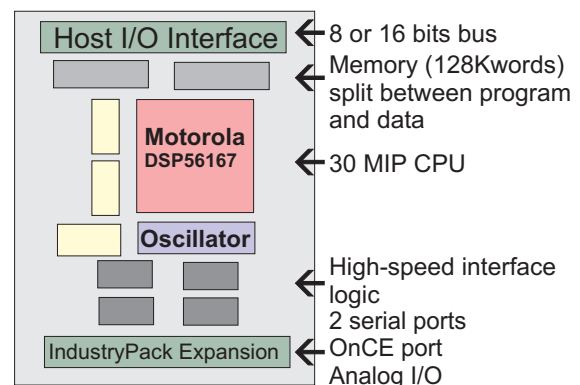 Host I/O Interface
8 or 16 bits bus
Memory (128Kwords)
split between program
and data
Motorola
DSP56167
30 MIP CPU
Oscillator
High-speed interface
logic
2 serial ports
IndustryPack Expansion
OnCE port
Analog I/O